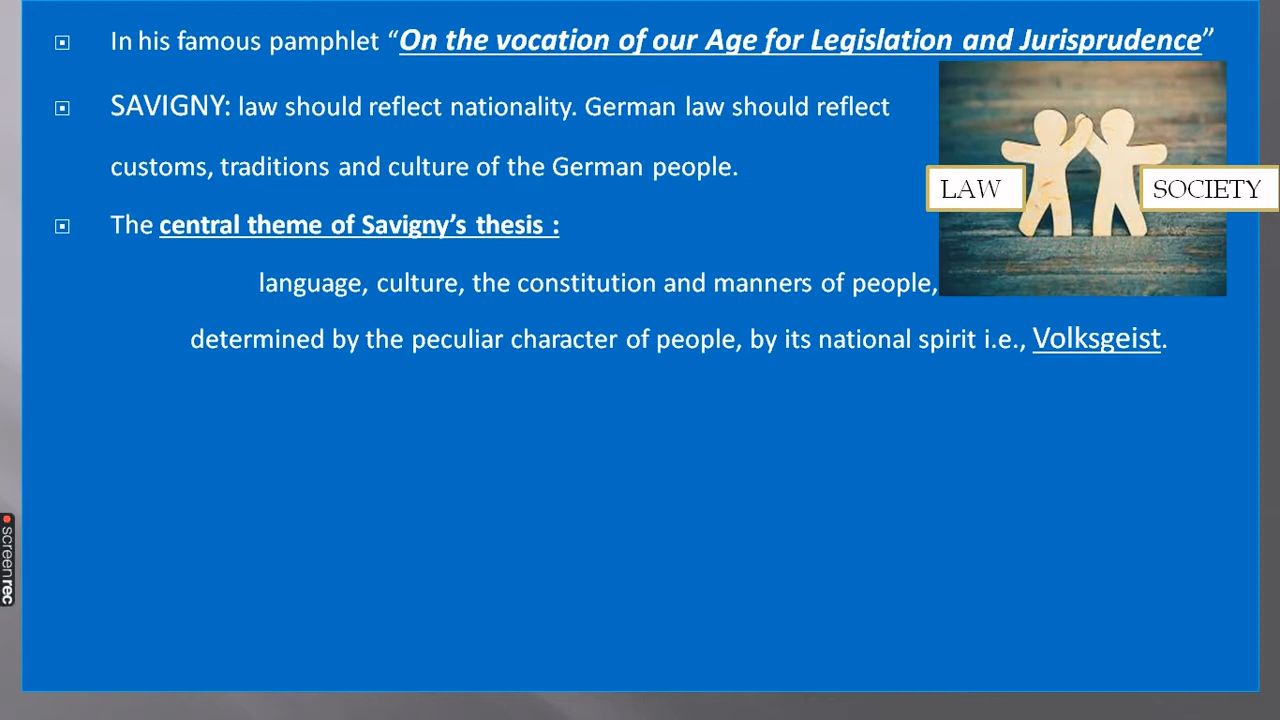 In his famous pamphlet “On the vocation of our Age for Legislation and Jurisprudence”
SAVIGNY: law should reflect nationality. German law should reflect
customs, traditions and culture of the German people.
LAW
SOCIETY
The central theme of Savigny’s thesis :
language, culture, the constitution and manners of people,
determined by the peculiar character of people, by its national spirit i.e., Volksgeist.
screenrec